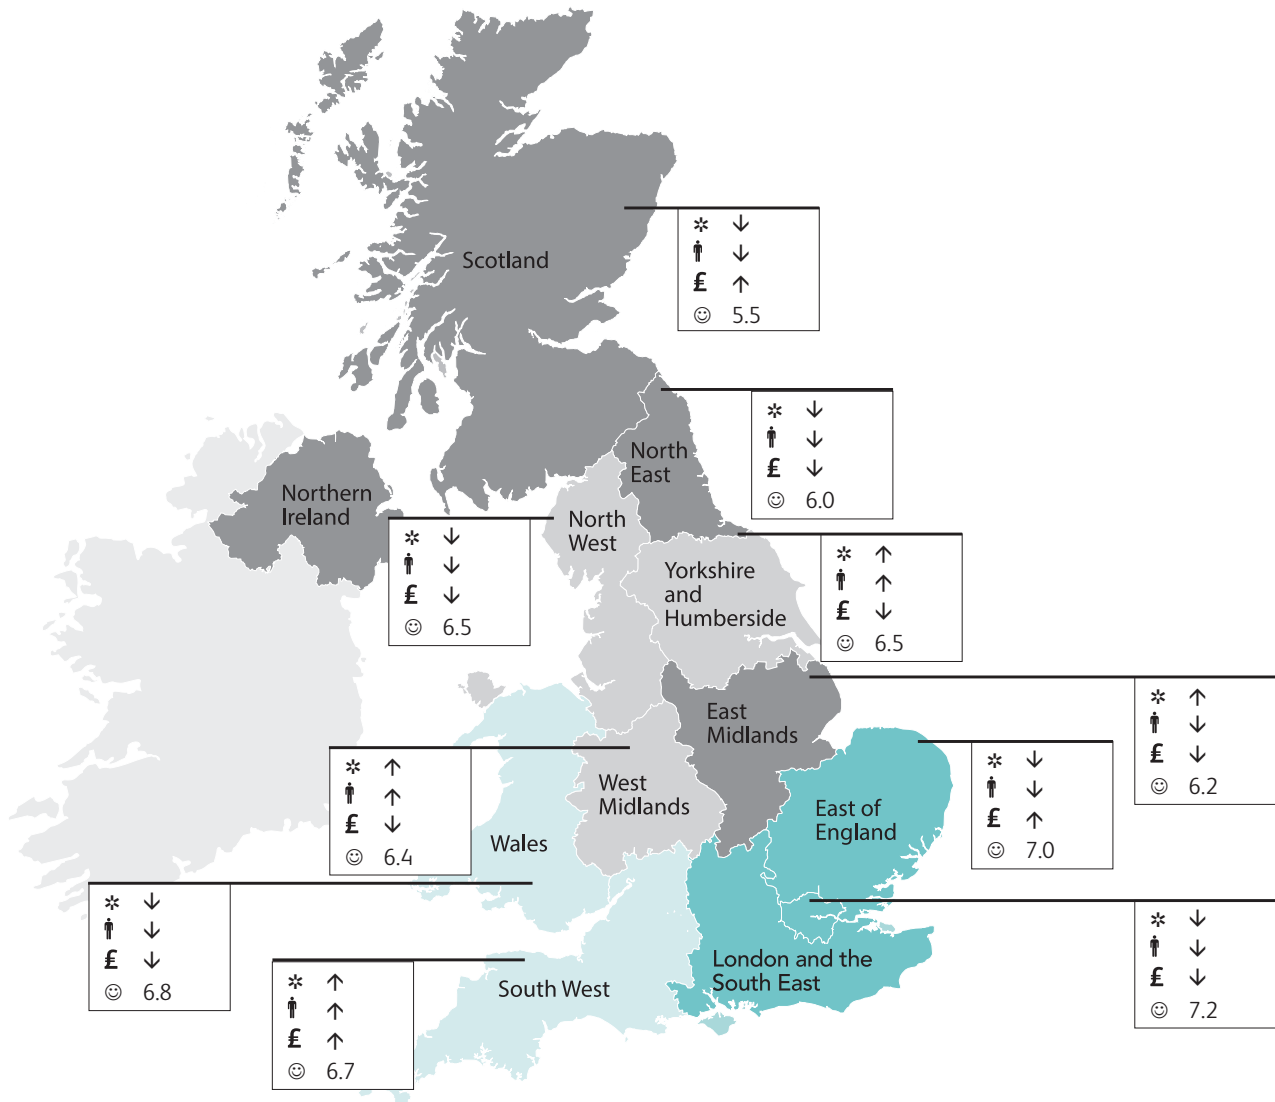 Scotland
✲ ↓
↓
£ ↑
☺ 5.5
North
East
✲ ↓
↓
£ ↓
☺ 6.0
Northern
Ireland
North
West
✲ ↓
↓
£ ↓
☺ 6.5
Yorkshire
and
Humberside
✲ ↑
↑
£ ↓
☺ 6.5
East
Midlands
✲ ↑
↓
£ ↓
☺ 6.2
West
Midlands
✲ ↑
↑
£ ↓
☺ 6.4
East of
England
✲ ↓
↓
£ ↑
☺ 7.0
Wales
✲ ↓
↓
£ ↓
☺ 6.8
London and the
South East
✲ ↓
↓
£ ↓
☺ 7.2
South West
✲ ↑
↑
£ ↑
☺ 6.7